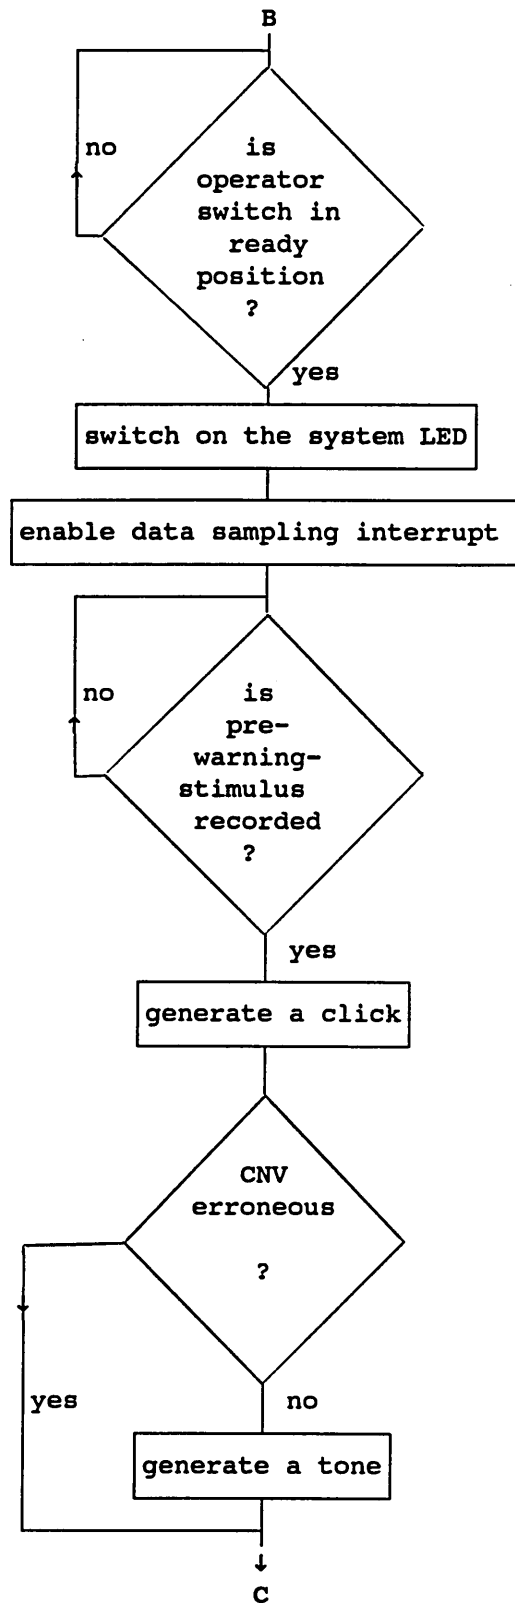 B
no
is
operator
switch in
ready
position
?
yes
switch on the system LED
enable data sampling interrupt
no
is
pre-
warning-
stimulus
recorded
?
yes
generate a click
CNV
erroneous
?
yes
no
generate a tone
C